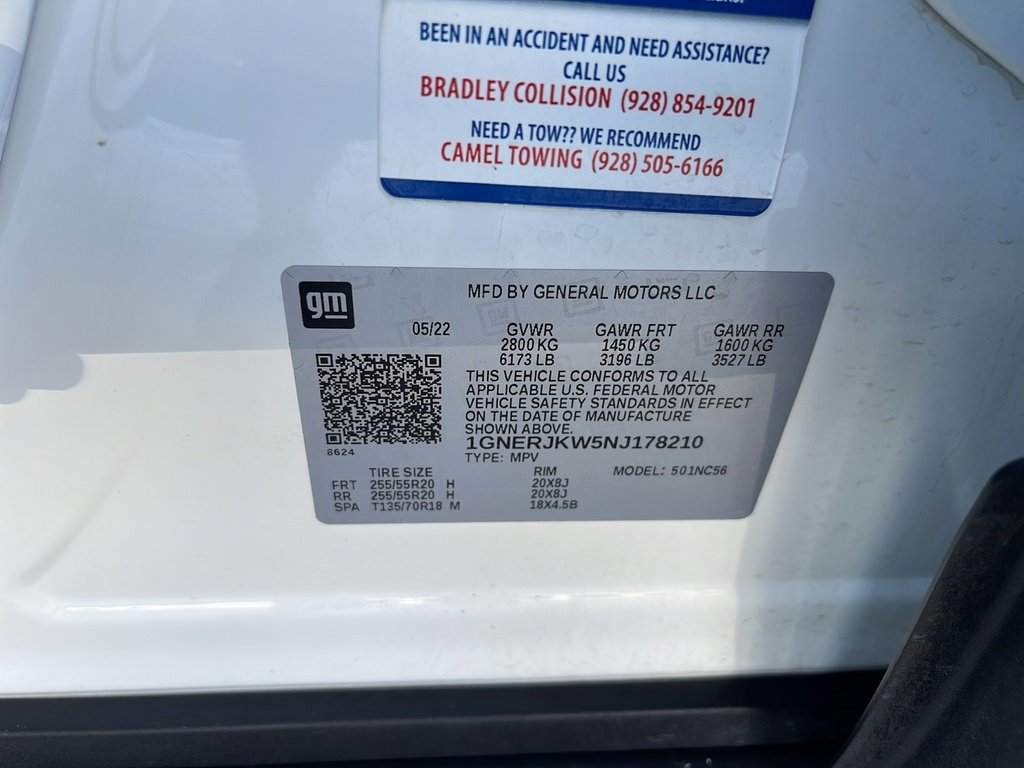 BEEN IN AN ACCIDENT AND NEED ASSISTANCE?
CALL US
BRADLEY COLLISION (928) 854-9201
NEED A TOW?? WE RECOMMEND
CAMEL TOWING (928) 505-6166
gm
MFD BY GENERAL MOTORS LLC
05/22 GVWR GAWR FRT GAWR RR
2800 KG 1450 KG 1600 KG
6173 LB 3196 LB 3527 LB
THIS VEHICLE CONFORMS TO ALL
APPLICABLE U.S. FEDERAL MOTOR
VEHICLE SAFETY STANDARDS IN EFFECT
ON THE DATE OF MANUFACTURE
SHOWN ABOVE.
1GNERJKW5NJ178210
8624
TYPE: MPV
TIRE SIZE RIM MODEL: 501NC56
FRT 255/55R20 H 20X8J
RR 255/55R20 H 20X8J
SPA T135/70R18 M 18X4.5B